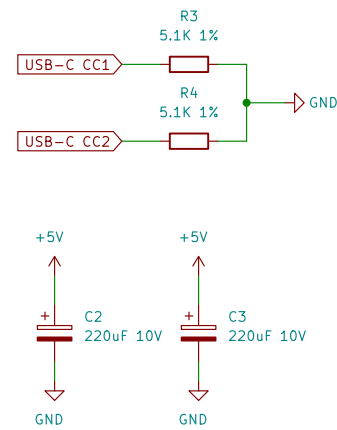 R3
5.1K 1%
USB-C CC1
R4
5.1K 1%
GND
USB-C CC2
+5V
+5V
+
C2
220uF 10V
+
C3
220uF 10V
GND
GND